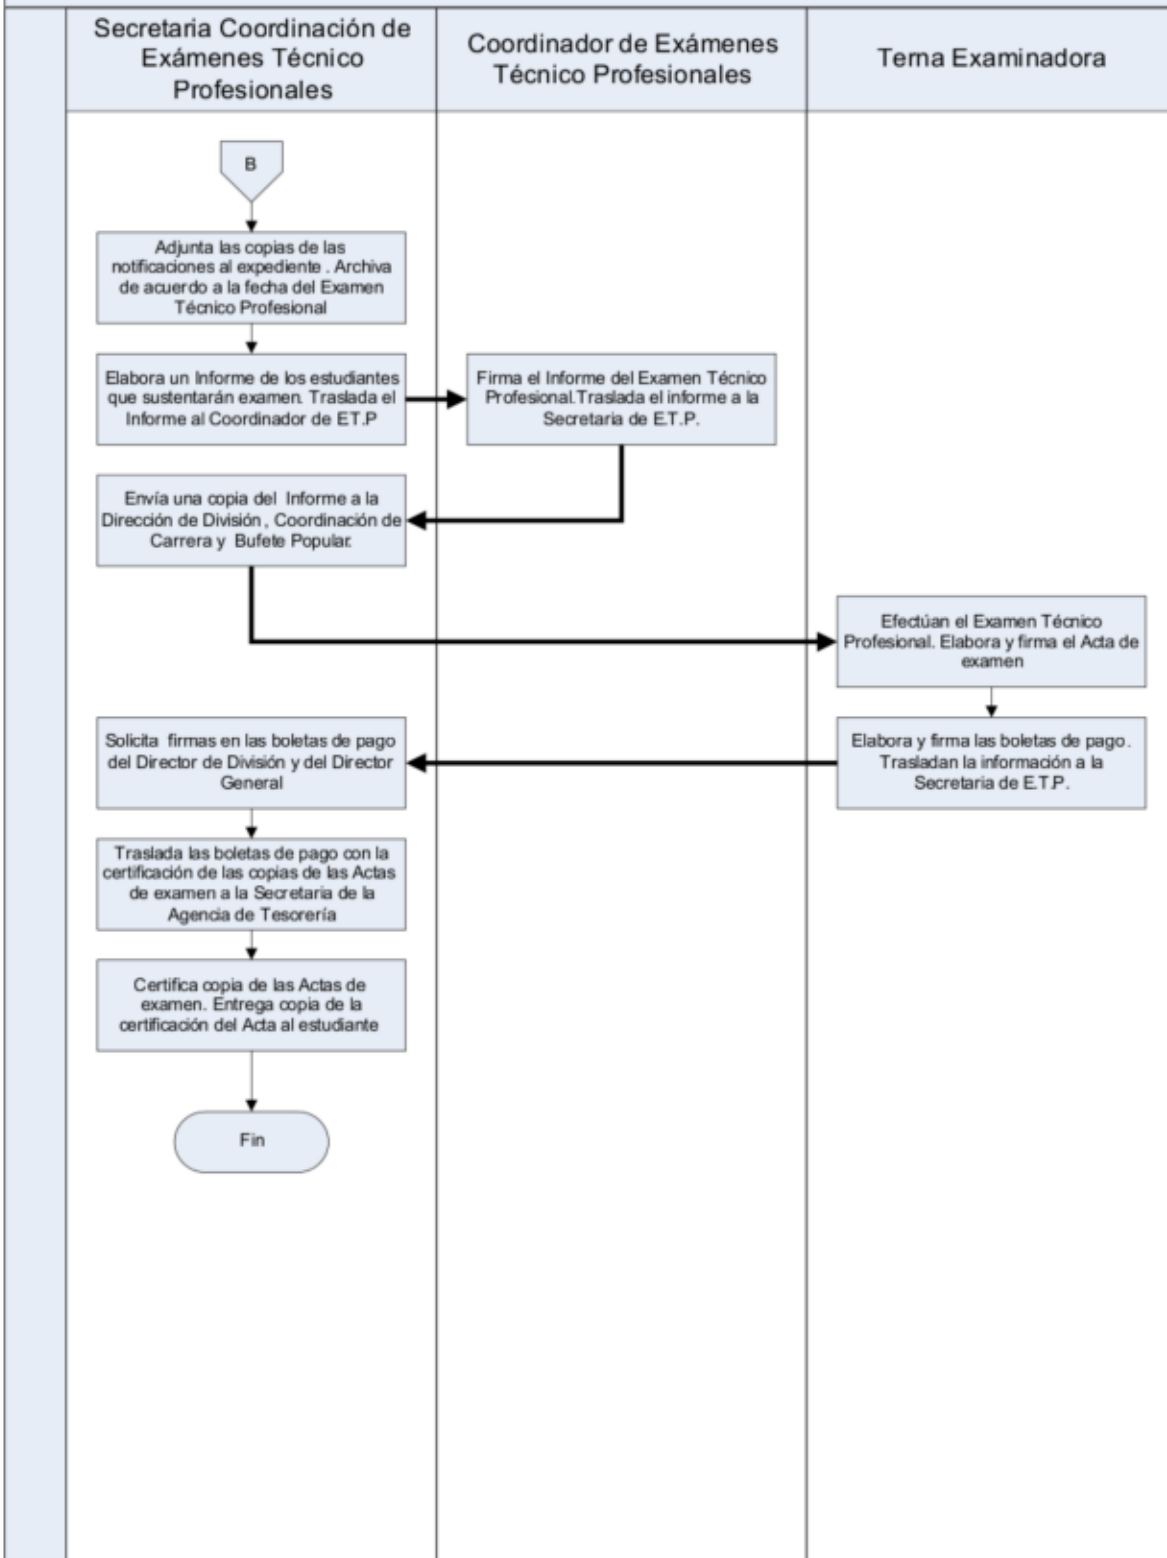 Secretaria Coordinación de
Exámenes Técnico
Profesionales
Coordinador de Exámenes
Técnico Profesionales
Terna Examinadora
B
Adjunta las copias de las
notificaciones al expediente . Archiva
de acuerdo a la fecha del Examen
Técnico Profesional
Elabora un Informe de los estudiantes
que sustentarán examen. Traslada el
Informe al Coordinador de E.T.P
Firma el Informe del Examen Técnico
Profesional.Traslada el informe a la
Secretaria de E.T.P.
Envía una copia del Informe a la
Dirección de División , Coordinación de
Carrera y Bufete Popular.
Efectúan el Examen Técnico
Profesional. Elabora y firma el Acta de
examen
Solicita firmas en las boletas de pago
del Director de División y del Director
General
Elabora y firma las boletas de pago .
Trasladan la información a la
Secretaria de E.T.P.
Traslada las boletas de pago con la
certificación de las copias de las Actas
de examen a la Secretaria de la
Agencia de Tesorería
Certifica copia de las Actas de
examen. Entrega copia de la
certificación del Acta al estudiante
Fin